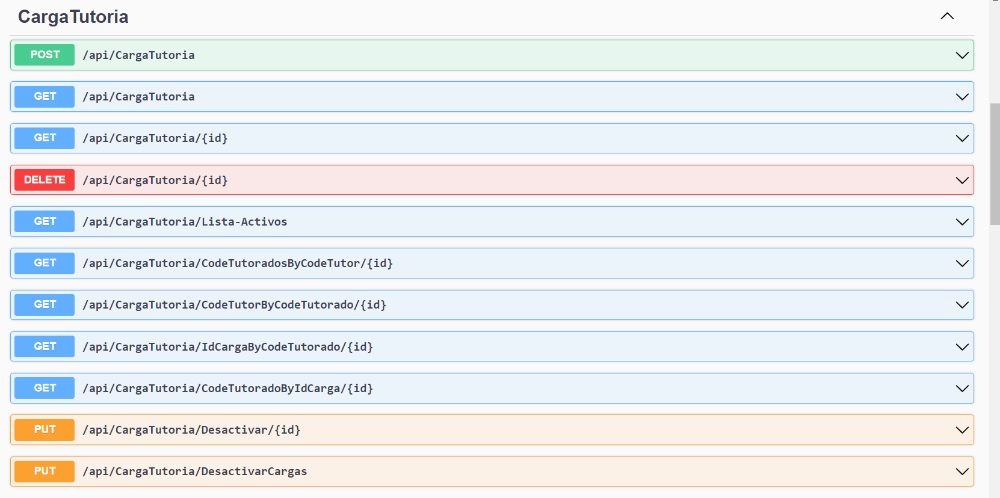 CargaTutoria
POST /api/CargaTutoria
GET /api/CargaTutoria
GET /api/CargaTutoria/{id}
DELETE /api/CargaTutoria/{id}
GET /api/CargaTutoria/Lista-Activos
GET /api/CargaTutoria/CodeTutoradosByCodeTutor/{id}
GET /api/CargaTutoria/CodeTutorByCodeTutorado/{id}
GET /api/CargaTutoria/IdCargaByCodeTutorado/{id}
GET /api/CargaTutoria/CodeTutoradoByIdCarga/{id}
PUT /api/CargaTutoria/Desactivar/{id}
PUT /api/CargaTutoria/DesactivarCargas